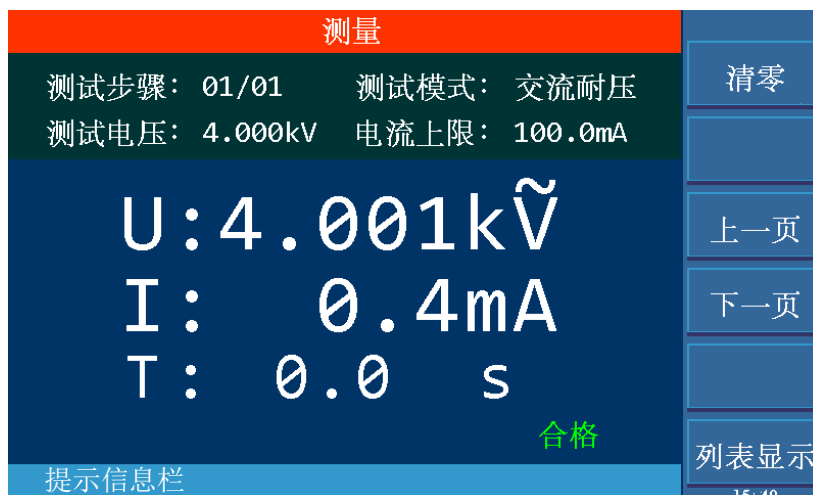 测量
测试步骤: 01/01 测试模式: 交流耐压
测试电压: 4.000kV 电流上限: 100.0mA
U:4.001kṼ
I: 0.4mA
T: 0.0 s
合格
提示信息栏
清零
上一页
下一页
列表显示